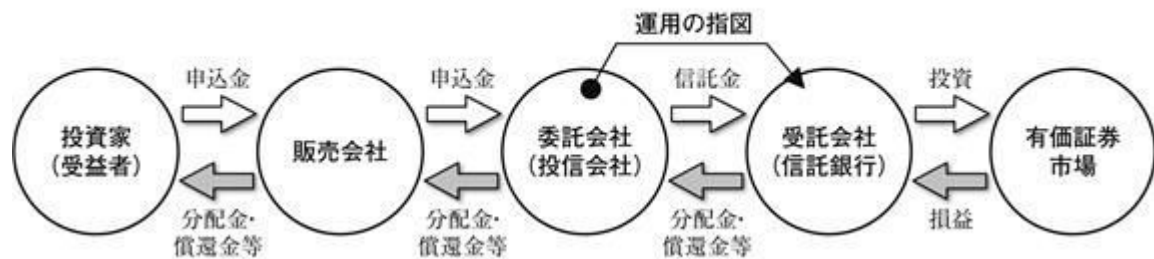 運用の指図
申込金
申込金
信託金
投資
投資家
(受益者)
販売会社
委託会社
(投信会社)
受託会社
(信託銀行)
有価証券
市場
分配金・
償還金等
分配金・
償還金等
分配金・
償還金等
損益